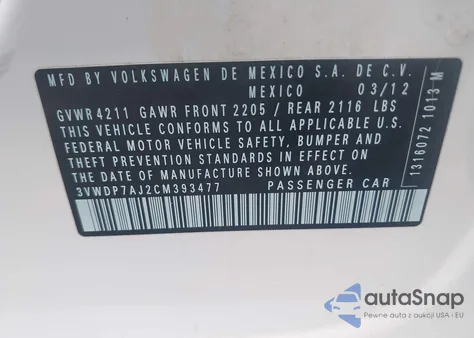 MFD BY VOLKSWAGEN DE MEXICO S.A. DE C.V.
MEXICO 03/12
GVWR 4211 GAWR FRONT 2205 / REAR 2116 LBS
THIS VEHICLE CONFORMS TO ALL APPLICABLE U.S.
FEDERAL MOTOR VEHICLE SAFETY, BUMPER AND
THEFT PREVENTION STANDARDS IN EFFECT ON THE
DATE OF MANUFACTURE SHOWN ABOVE.
3VWDP7AJ2CM393477 PASSENGER CAR
1316072 1013 M
autoSnap
Pewne auta z aukcji USA i EU